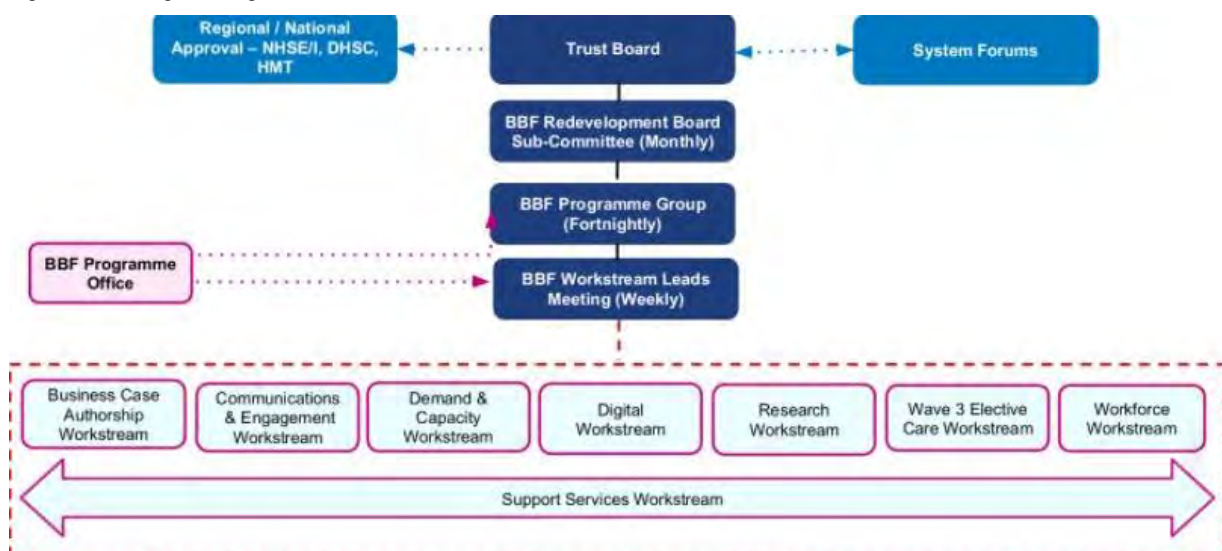 Regional / National
Approval – NHSE/I, DHSC,
HMT
Trust Board
System Forums
BBF Redevelopment Board
Sub-Committee (Monthly)
BBF Programme Group
(Fortnightly)
BBF Programme
Office
BBF Workstream Leads
Meeting (Weekly)
Business Case
Authorship
Workstream
Communications
& Engagement
Workstream
Demand &
Capacity
Workstream
Digital
Workstream
Research
Workstream
Wave 3 Elective
Care Workstream
Workforce
Workstream
Support Services Workstream